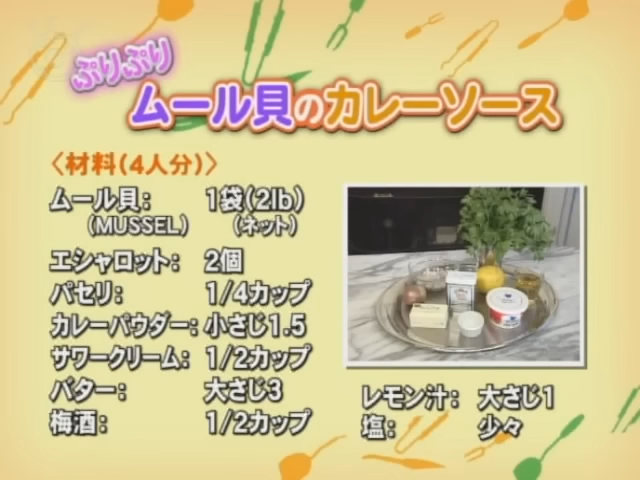 ぷりぷり
ムール貝のカレーソース
〈材料(4人分)〉
ムール貝： 1袋(2lb)
(MUSSEL) (ネット)
エシャロット： 2個
パセリ： 1/4カップ
カレーパウダー：小さじ1.5
サワークリーム： 1/2カップ
バター： 大さじ3
梅酒： 1/2カップ
レモン汁： 大さじ1
塩： 少々